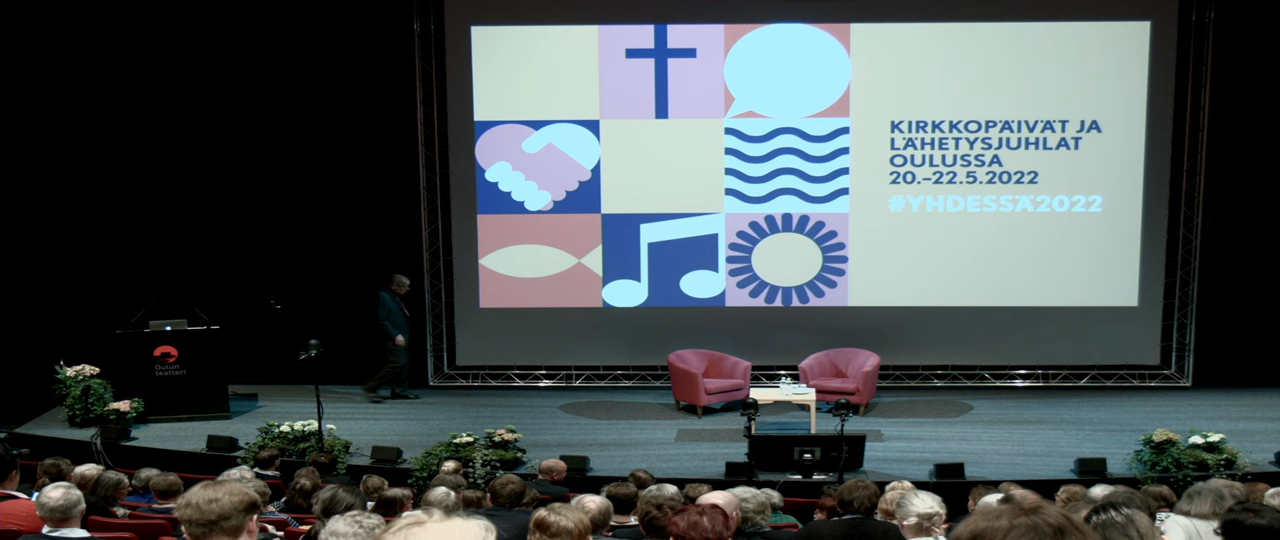 KIRKKOPÄIVÄT JA
LÄHETYSJUHLAT
OULUSSA
20.–22.5.2022
#YHDESSÄ2022
Oulun
teatteri